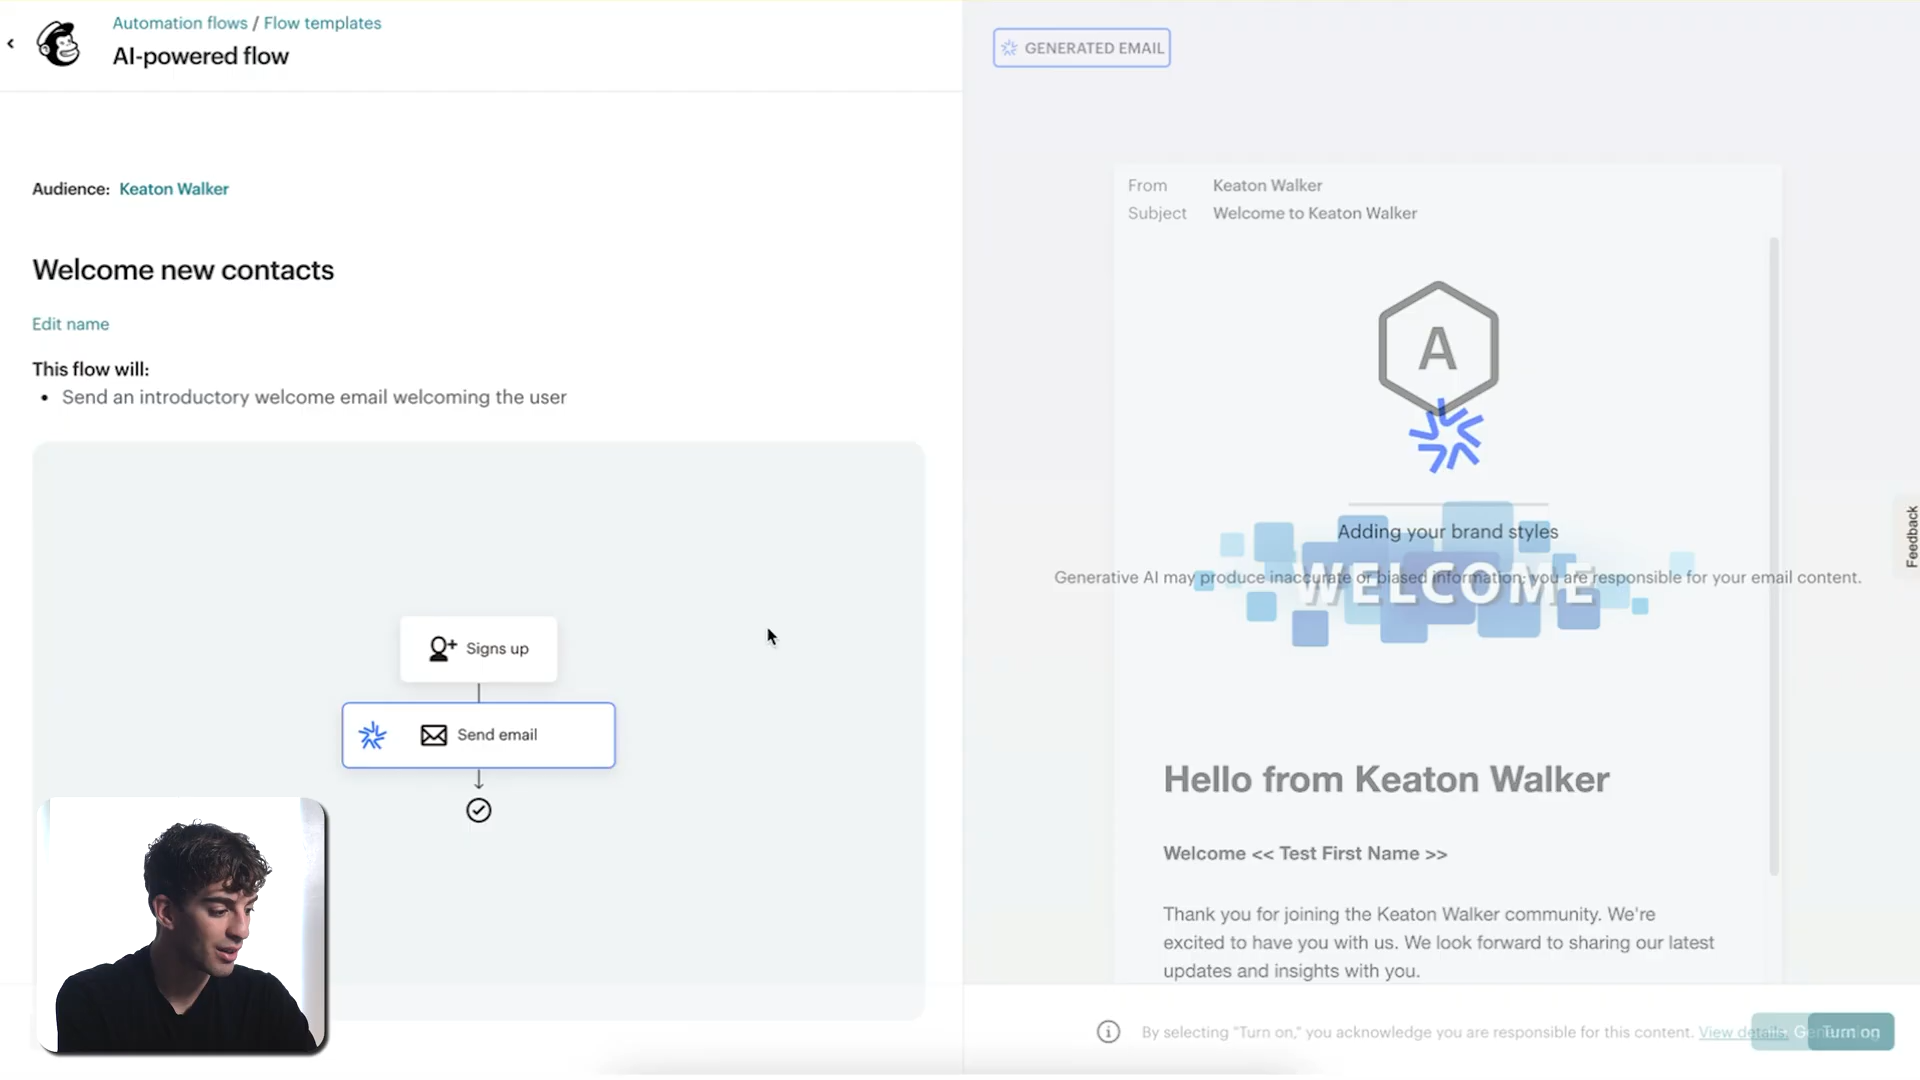 Automation flows / Flow templates
AI-powered flow
Audience: Keaton Walker
Welcome new contacts
Edit name
This flow will:
• Send an introductory welcome email welcoming the user
Signs up
Send email
GENERATED EMAIL
From Keaton Walker
Subject Welcome to Keaton Walker
A
Adding your brand styles
Generative AI may produce inaccurate or biased information; you are responsible for your email content.
WELCOME
Hello from Keaton Walker
Welcome << Test First Name >>
Thank you for joining the Keaton Walker community. We're
excited to have you with us. We look forward to sharing our latest
updates and insights with you.
By selecting "Turn on," you acknowledge you are responsible for this content. View details.
Turn on
Feedback